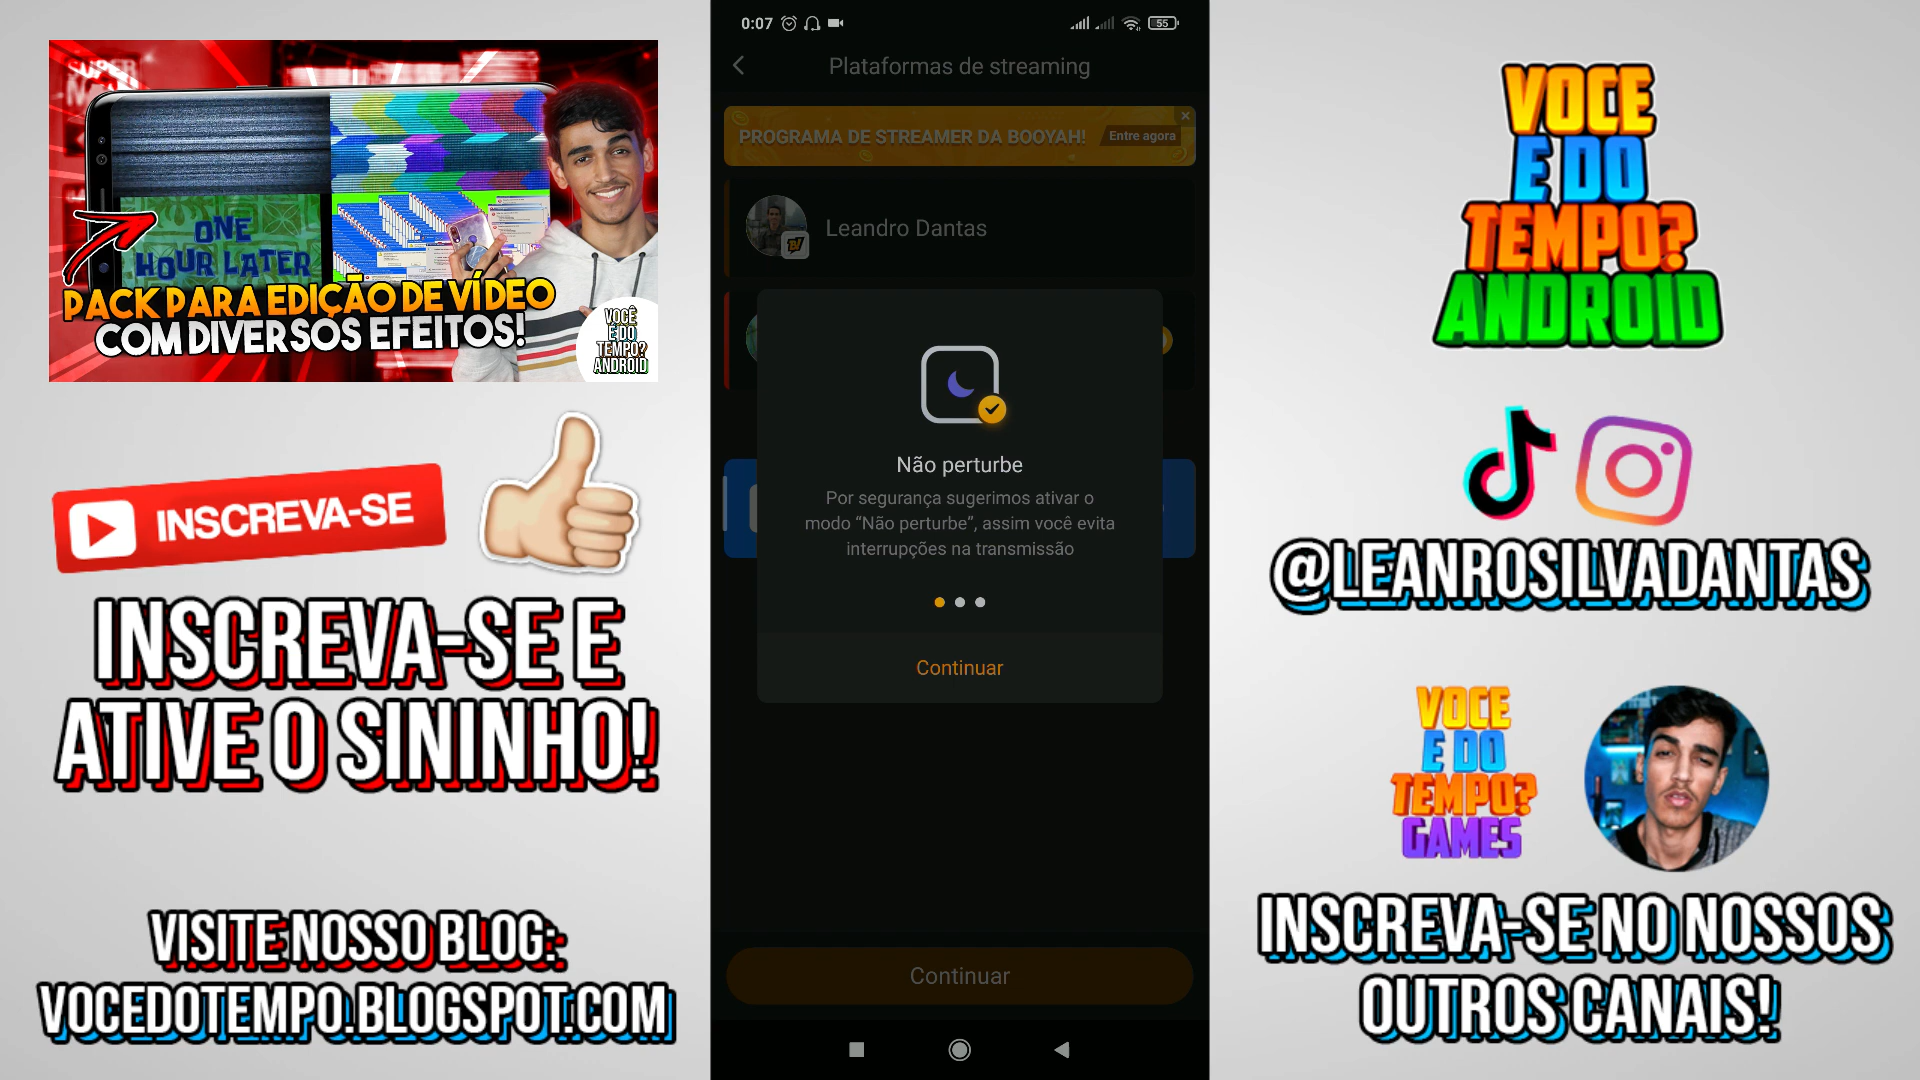 SUPER
ONE
HOUR LATER
PACK PARA EDIÇÃO DE VÍDEO
COM DIVERSOS EFEITOS!
VOCÊ
E DO
TEMPO?
ANDROID
INSCREVA-SE
INSCREVA-SE E
ATIVE O SININHO!
VISITE NOSSO BLOG:
VOCEDOTEMPO.BLOGSPOT.COM
0:07
55
Plataformas de streaming
PROGRAMA DE STREAMER DA BOOYAH!
Entre agora
Leandro Dantas
Não perturbe
Por segurança sugerimos ativar o
modo “Não perturbe”, assim você evita
interrupções na transmissão
Continuar
Continuar
VOCE
E DO
TEMPO?
ANDROID
@LEANROSILVADANTAS
VOCE
E DO
TEMPO?
GAMES
INSCREVA-SE NO NOSSOS
OUTROS CANAIS!